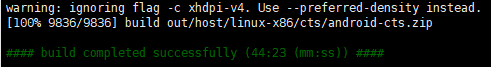 warning: ignoring flag -c xhdpi-v4. Use --preferred-density instead.
[100% 9836/9836] build out/host/linux-x86/cts/android-cts.zip
#### build completed successfully (44:23 (mm:ss)) ####